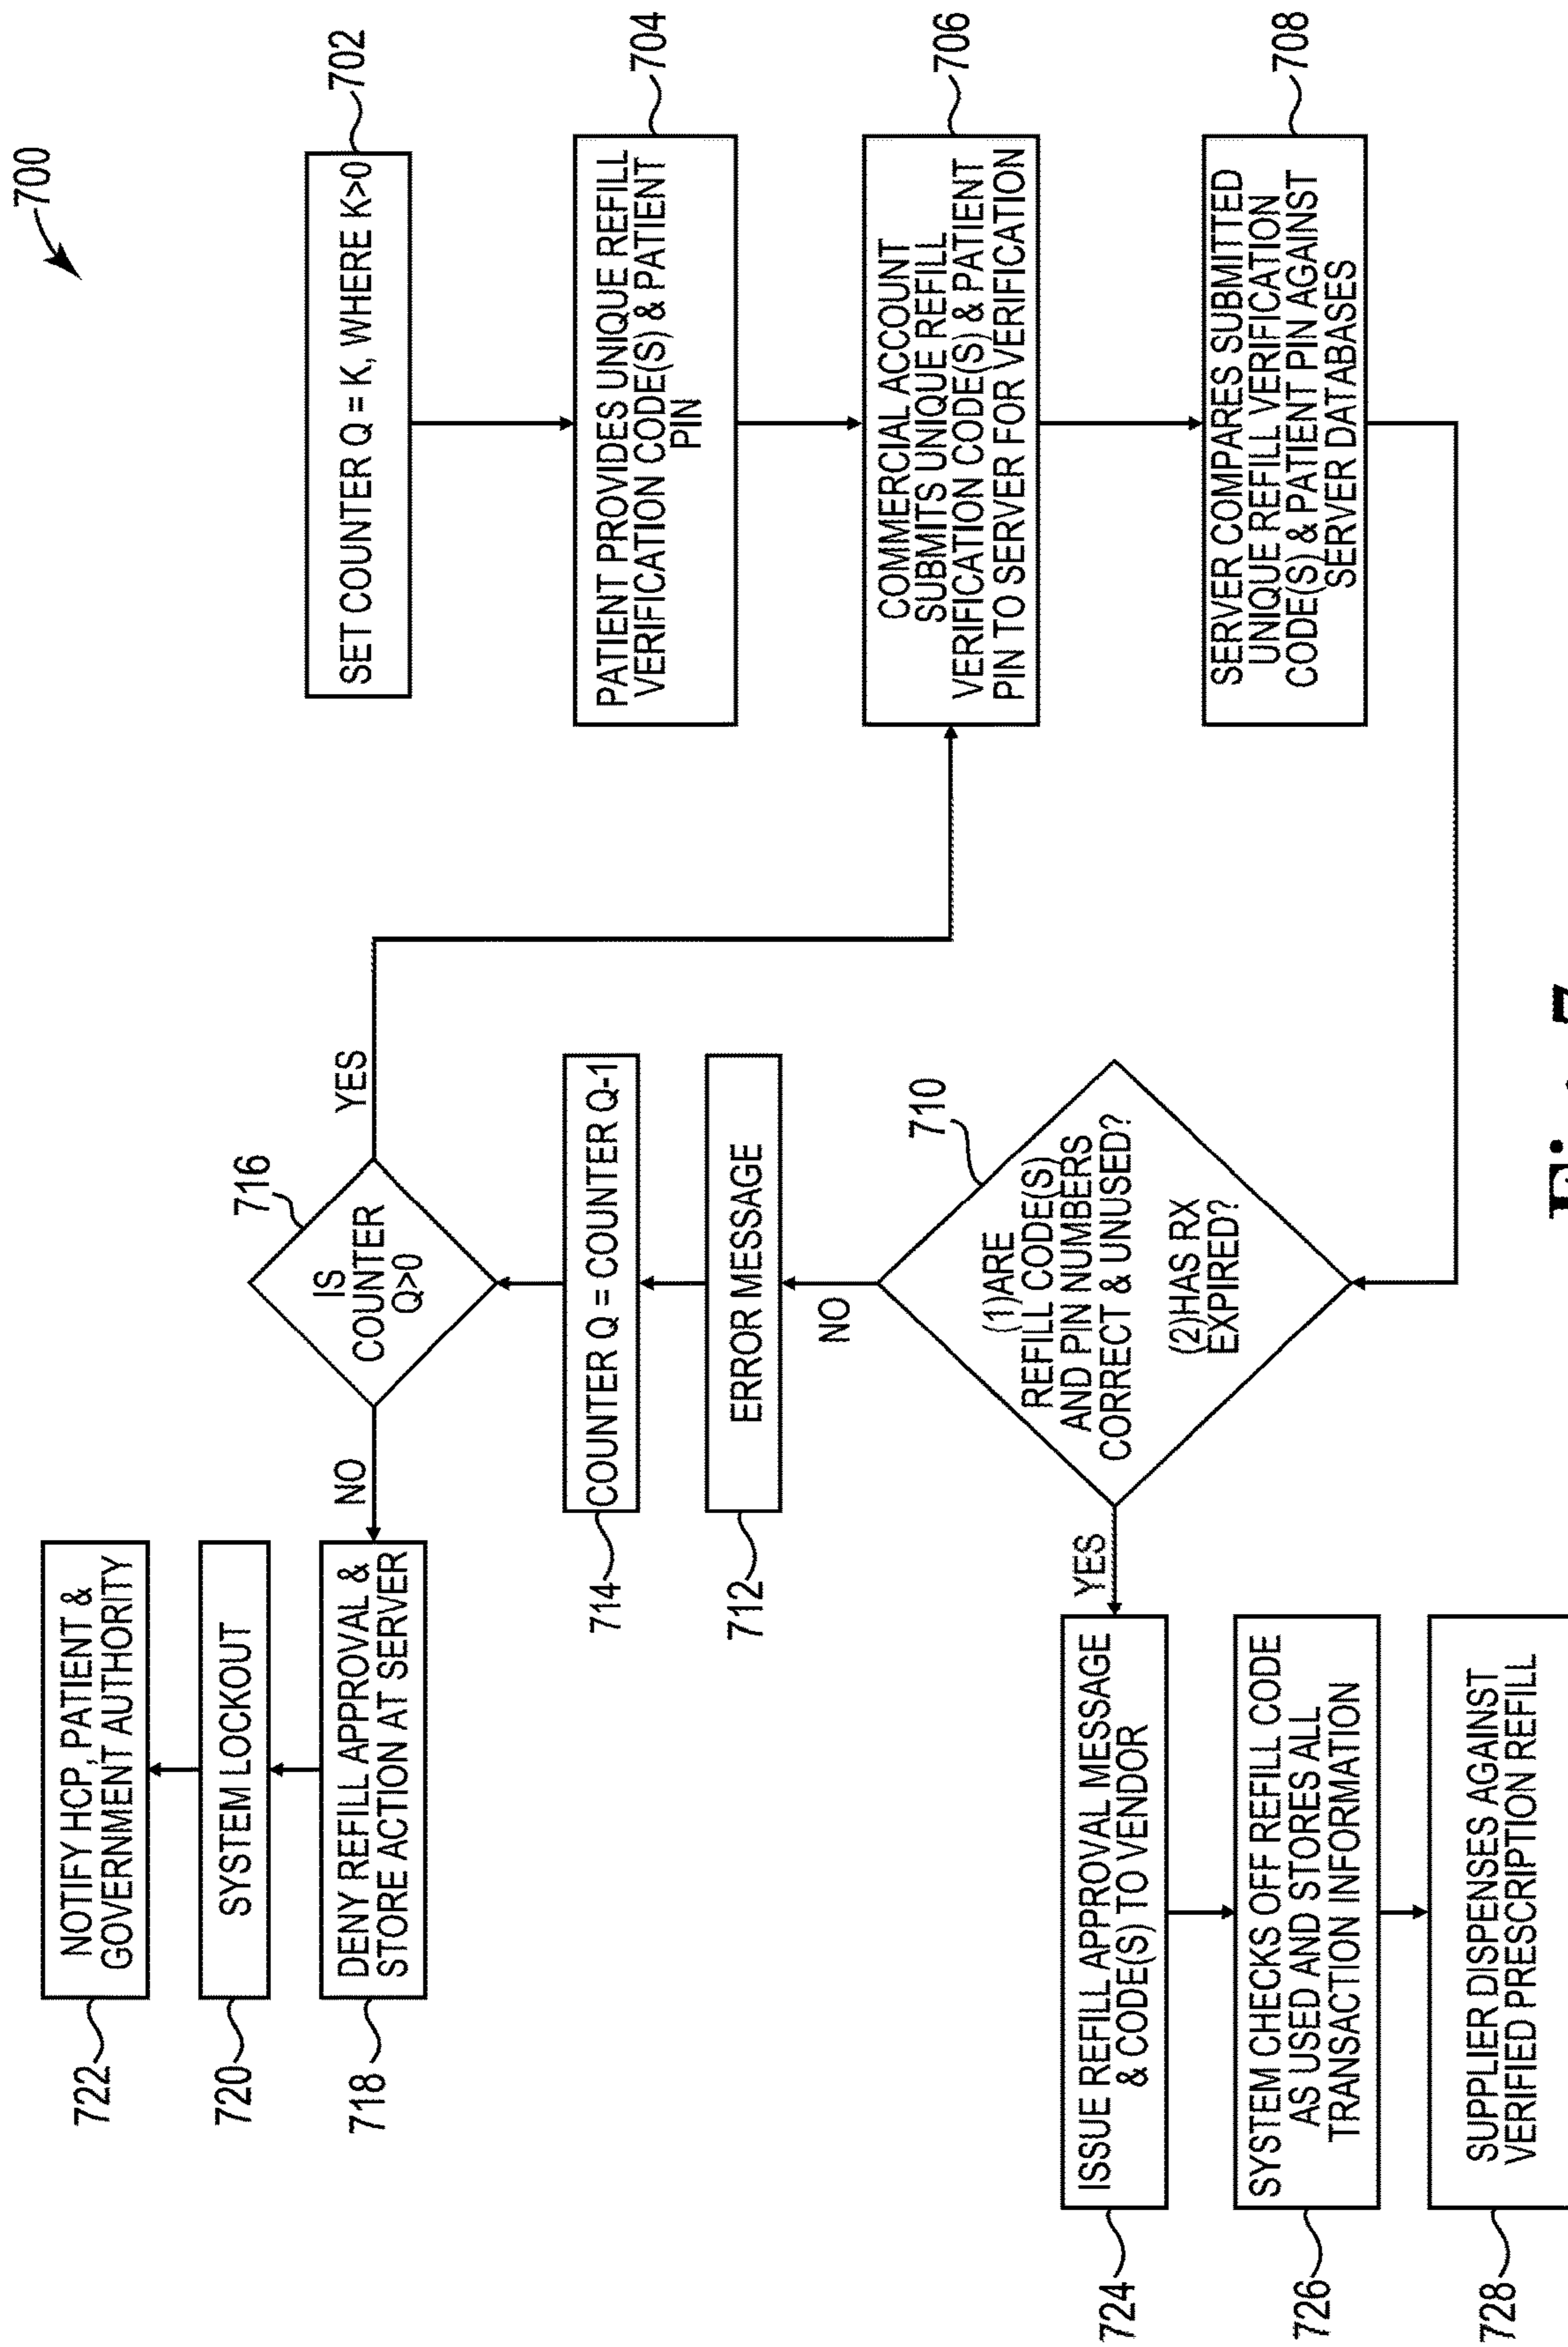 700
702
SET COUNTER Q = K, WHERE K>0
704
PATIENT PROVIDES UNIQUE REFILL
VERIFICATION CODE(S) & PATIENT
PIN
706
COMMERCIAL ACCOUNT
SUBMITS UNIQUE REFILL
VERIFICATION CODE(S) & PATIENT
PIN TO SERVER FOR VERIFICATION
708
SERVER COMPARES SUBMITTED
UNIQUE REFILL VERIFICATION
CODE(S) & PATIENT PIN AGAINST
SERVER DATABASES
710
(1)ARE
REFILL CODE(S)
AND PIN NUMBERS
CORRECT & UNUSED?
(2)HAS RX
EXPIRED?
NO
YES
712
ERROR MESSAGE
714
COUNTER Q = COUNTER Q-1
716
IS
COUNTER
Q>0
YES
NO
718
DENY REFILL APPROVAL &
STORE ACTION AT SERVER
720
SYSTEM LOCKOUT
722
NOTIFY HCP, PATIENT &
GOVERNMENT AUTHORITY
724
ISSUE REFILL APPROVAL MESSAGE
& CODE(S) TO VENDOR
726
SYSTEM CHECKS OFF REFILL CODE
AS USED AND STORES ALL
TRANSACTION INFORMATION
728
SUPPLIER DISPENSES AGAINST
VERIFIED PRESCRIPTION REFILL